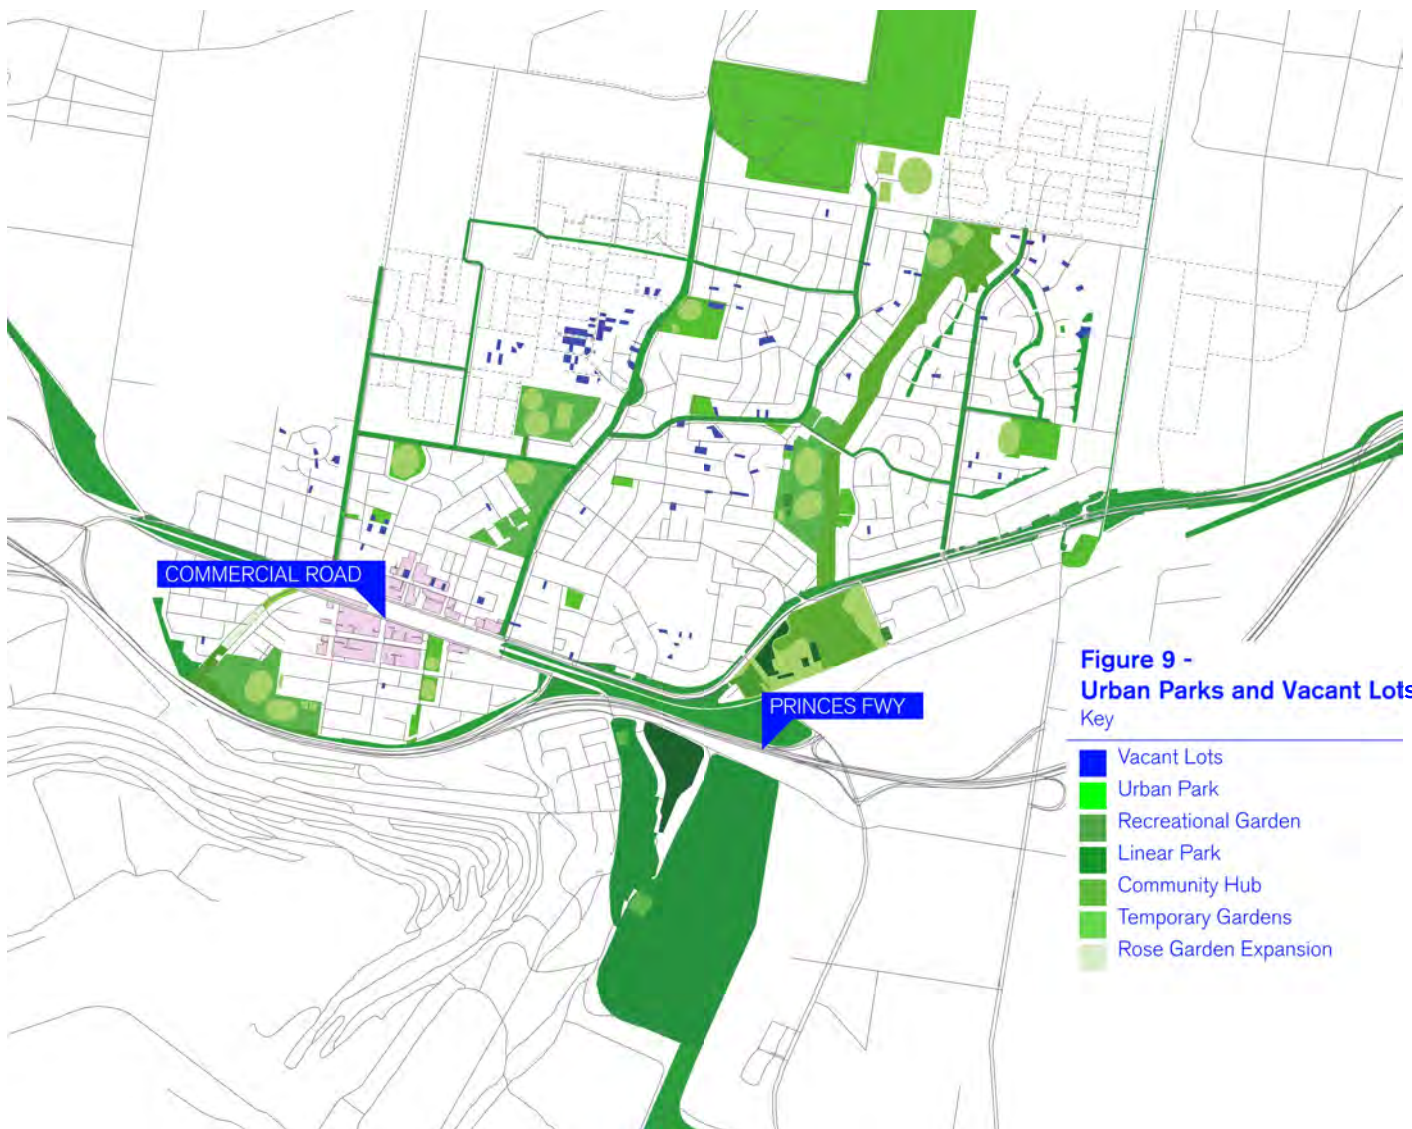 COMMERCIAL ROAD
PRINCES FWY
Figure 9 -
Urban Parks and Vacant Lots
Key
Vacant Lots
Urban Park
Recreational Garden
Linear Park
Community Hub
Temporary Gardens
Rose Garden Expansion